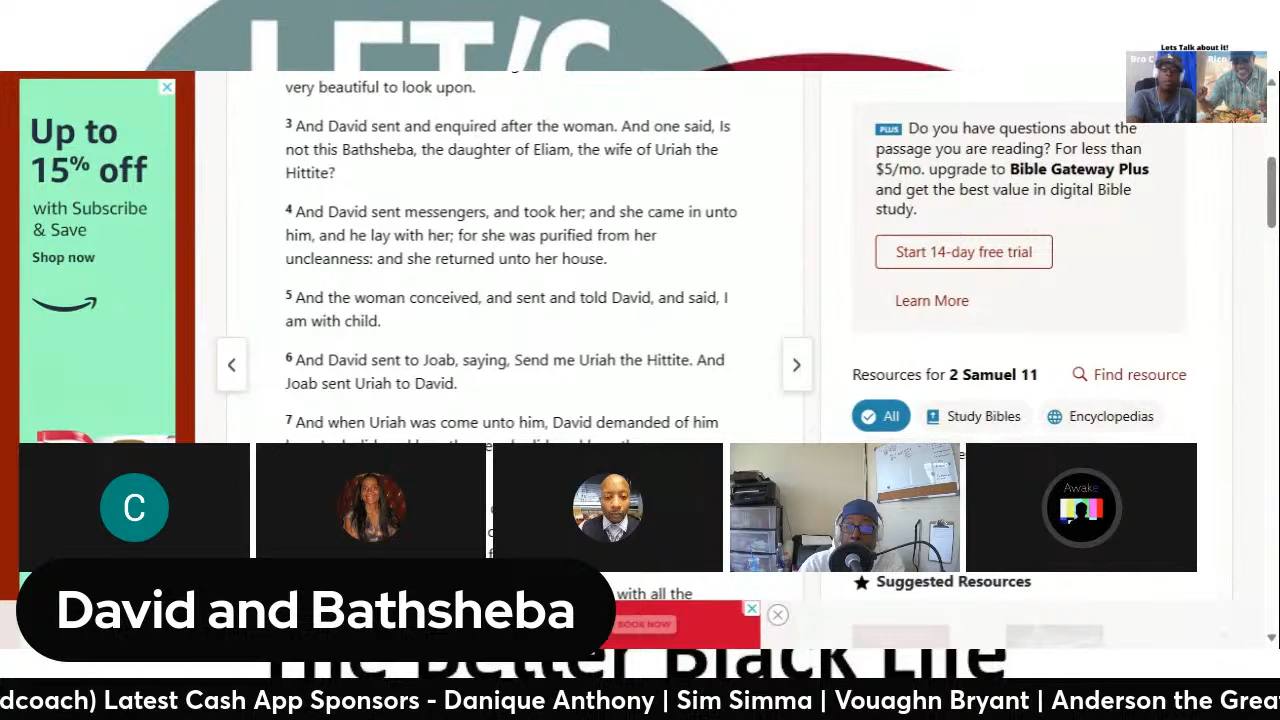 LET'S
Lets Talk about it!
Bro C
Rico
Up to
15% off
with Subscribe
& Save
Shop now
very beautiful to look upon.
3 And David sent and enquired after the woman. And one said, Is
not this Bathsheba, the daughter of Eliam, the wife of Uriah the
Hittite?
4 And David sent messengers, and took her; and she came in unto
him, and he lay with her; for she was purified from her
uncleanness: and she returned unto her house.
5 And the woman conceived, and sent and told David, and said, I
am with child.
6 And David sent to Joab, saying, Send me Uriah the Hittite. And
Joab sent Uriah to David.
7 And when Uriah was come unto him, David demanded of him
with all the
PLUS Do you have questions about the
passage you are reading? For less than
$5/mo. upgrade to Bible Gateway Plus
and get the best value in digital Bible
study.
Start 14-day free trial
Learn More
Resources for 2 Samuel 11
Find resource
All
Study Bibles
Encyclopedias
C
Awake
Suggested Resources
David and Bathsheba
BOOK NOW
The Better Black Life
dcoach) Latest Cash App Sponsors - Danique Anthony | Sim Simma | Vouaghn Bryant | Anderson the Grea